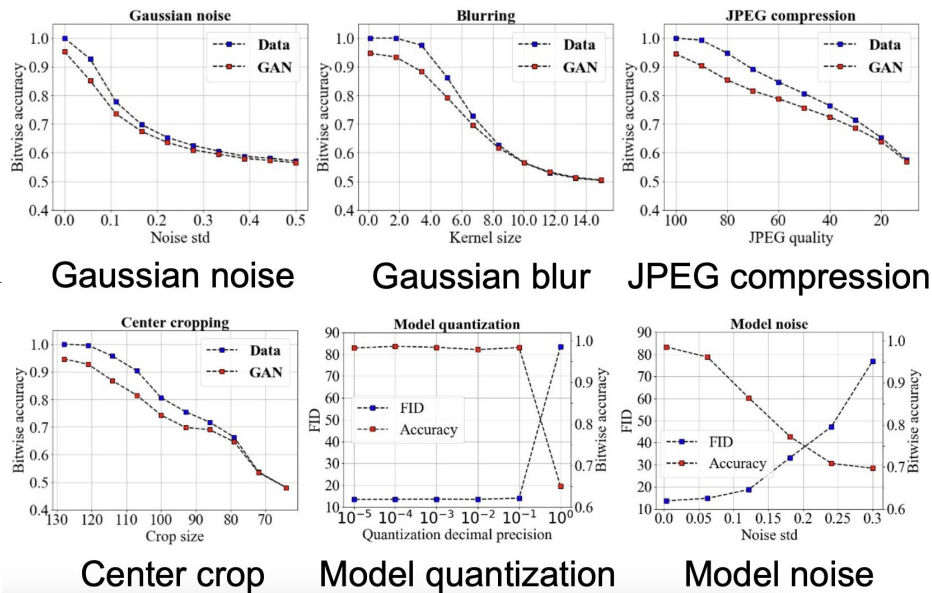 Gaussian noise
Blurring
JPEG compression
1.0
0.9
0.8
0.7
0.6
0.5
0.4
Bitwise accuracy
Data
GAN
0.0 0.1 0.2 0.3 0.4 0.5
Noise std
1.0
0.9
0.8
0.7
0.6
0.5
0.4
Bitwise accuracy
Data
GAN
0.0 2.0 4.0 6.0 8.0 10.0 12.0 14.0
Kernel size
1.0
0.9
0.8
0.7
0.6
0.5
0.4
Bitwise accuracy
Data
GAN
100 80 60 40 20
JPEG quality
Gaussian noise
Gaussian blur
JPEG compression
Center cropping
Model quantization
Model noise
1.0
0.9
0.8
0.7
0.6
0.5
0.4
Bitwise accuracy
Data
GAN
130 120 110 100 90 80 70
Crop size
90
80
70
60
50
40
30
20
10
FID
FID
Accuracy
1.0
0.9
0.8
0.7
0.6
Bitwise accuracy
10⁻⁵ 10⁻⁴ 10⁻³ 10⁻² 10⁻¹ 10⁰
Quantization decimal precision
90
80
70
60
50
40
30
20
10
FID
FID
Accuracy
1.0
0.9
0.8
0.7
0.6
Bitwise accuracy
0.0 0.05 0.1 0.15 0.2 0.25 0.3
Noise std
Center crop
Model quantization
Model noise